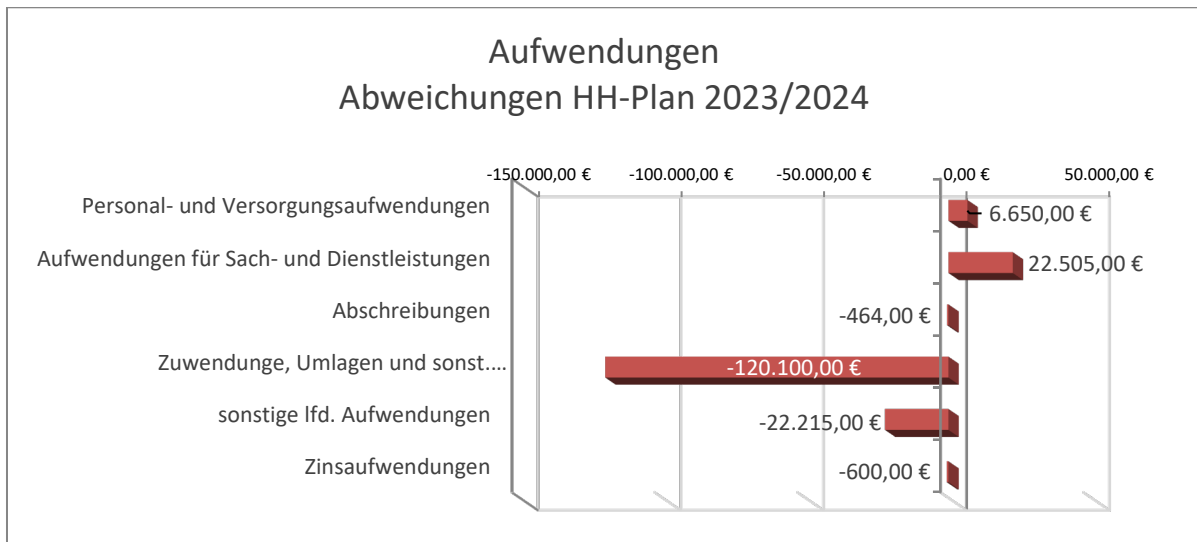 Aufwendungen
Abweichungen HH-Plan 2023/2024
-150.000,00 € -100.000,00 € -50.000,00 € 0,00 € 50.000,00 €
Personal- und Versorgungsaufwendungen 6.650,00 €
Aufwendungen für Sach- und Dienstleistungen 22.505,00 €
Abschreibungen -464,00 €
Zuwendunge, Umlagen und sonst.... -120.100,00 €
sonstige lfd. Aufwendungen -22.215,00 €
Zinsaufwendungen -600,00 €